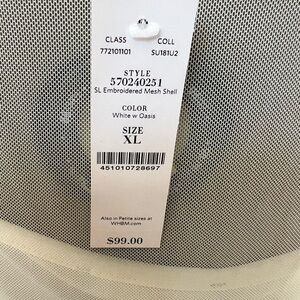 CLASS COLL
772101101 SU181U2
STYLE
570240251
SL Embroidered Mesh Shell
COLOR
White w Oasis
SIZE
XL
451010728697
Also in Petite sizes at
WHBM.com
$99.00